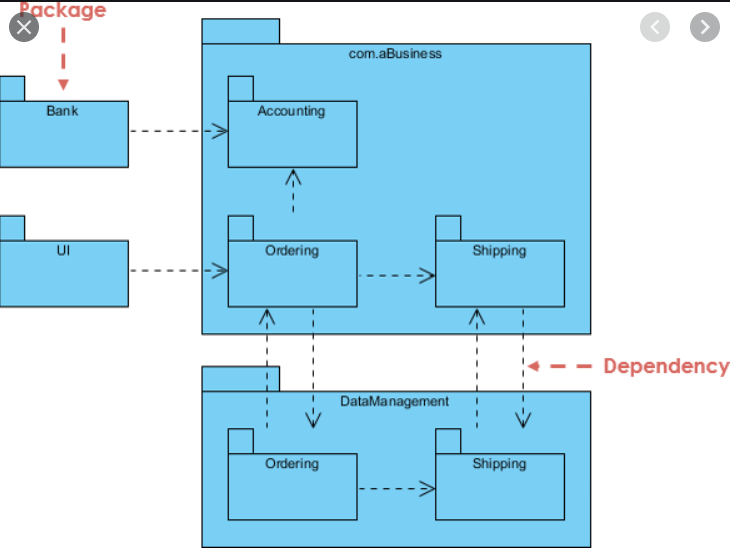 Package
com.aBusiness
Bank
Accounting
UI
Ordering
Shipping
Dependency
DataManagement
Ordering
Shipping